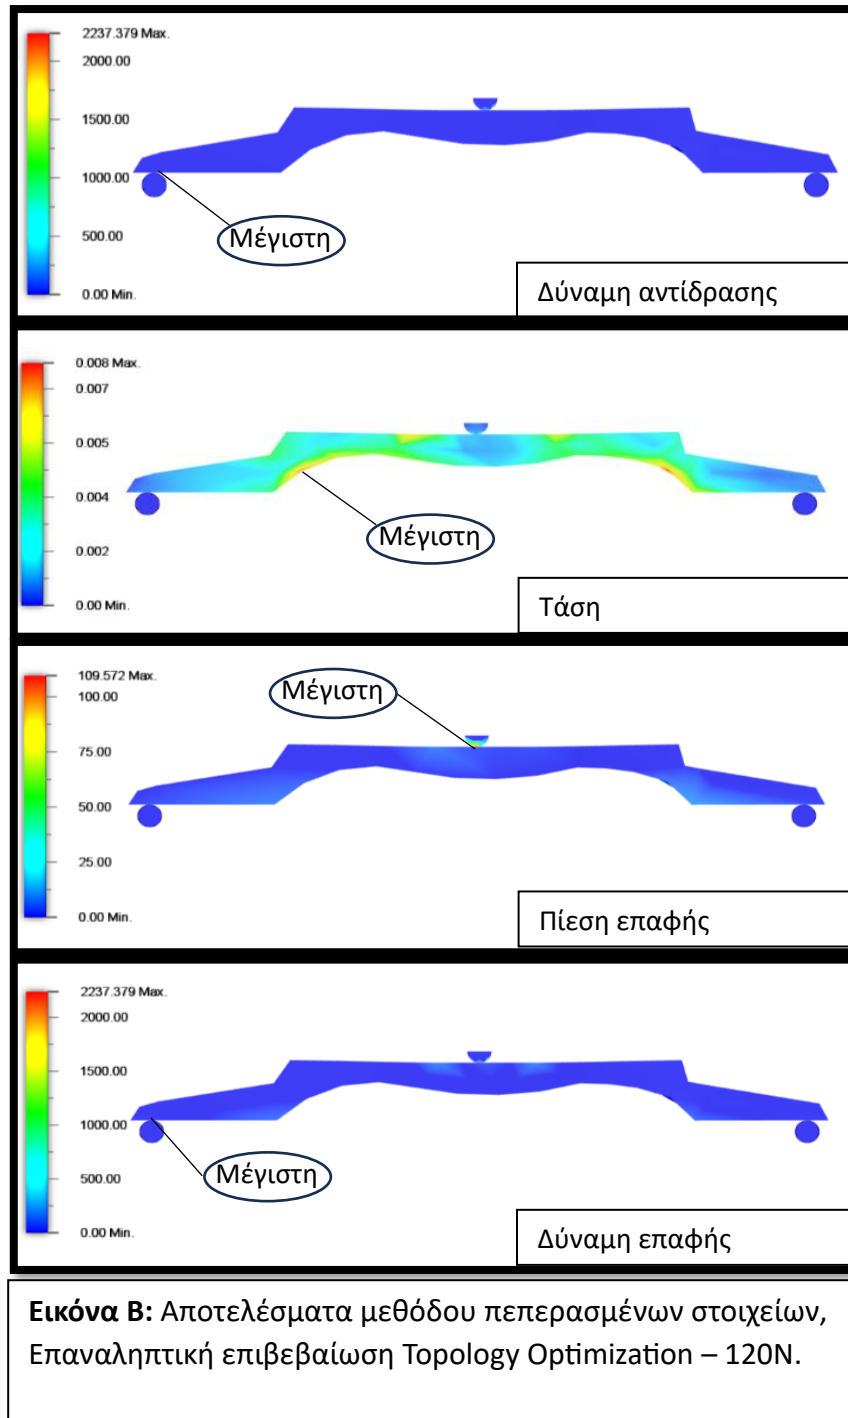 2237.379 Max.
2000.00
1500.00
1000.00
500.00
0.00 Min.
Μέγιστη
Δύναμη αντίδρασης
0.008 Max.
0.007
0.005
0.004
0.002
0.00 Min.
Μέγιστη
Τάση
109.572 Max.
100.00
75.00
50.00
25.00
0.00 Min.
Μέγιστη
Πίεση επαφής
2237.379 Max.
2000.00
1500.00
1000.00
500.00
0.00 Min.
Μέγιστη
Δύναμη επαφής
Εικόνα Β: Αποτελέσματα μεθόδου πεπερασμένων στοιχείων,
Επαναληπτική επιβεβαίωση Topology Optimization – 120N.